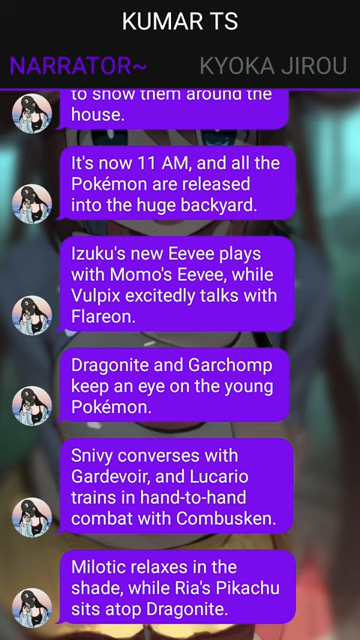 KUMAR TS
NARRATOR~
KYOKA JIROU
to show them around the
house.
It's now 11 AM, and all the
Pokémon are released
into the huge backyard.
Izuku's new Eevee plays
with Momo's Eevee, while
Vulpix excitedly talks with
Flareon.
Dragonite and Garchomp
keep an eye on the young
Pokémon.
Snivy converses with
Gardevoir, and Lucario
trains in hand-to-hand
combat with Combusken.
Milotic relaxes in the
shade, while Ria's Pikachu
sits atop Dragonite.